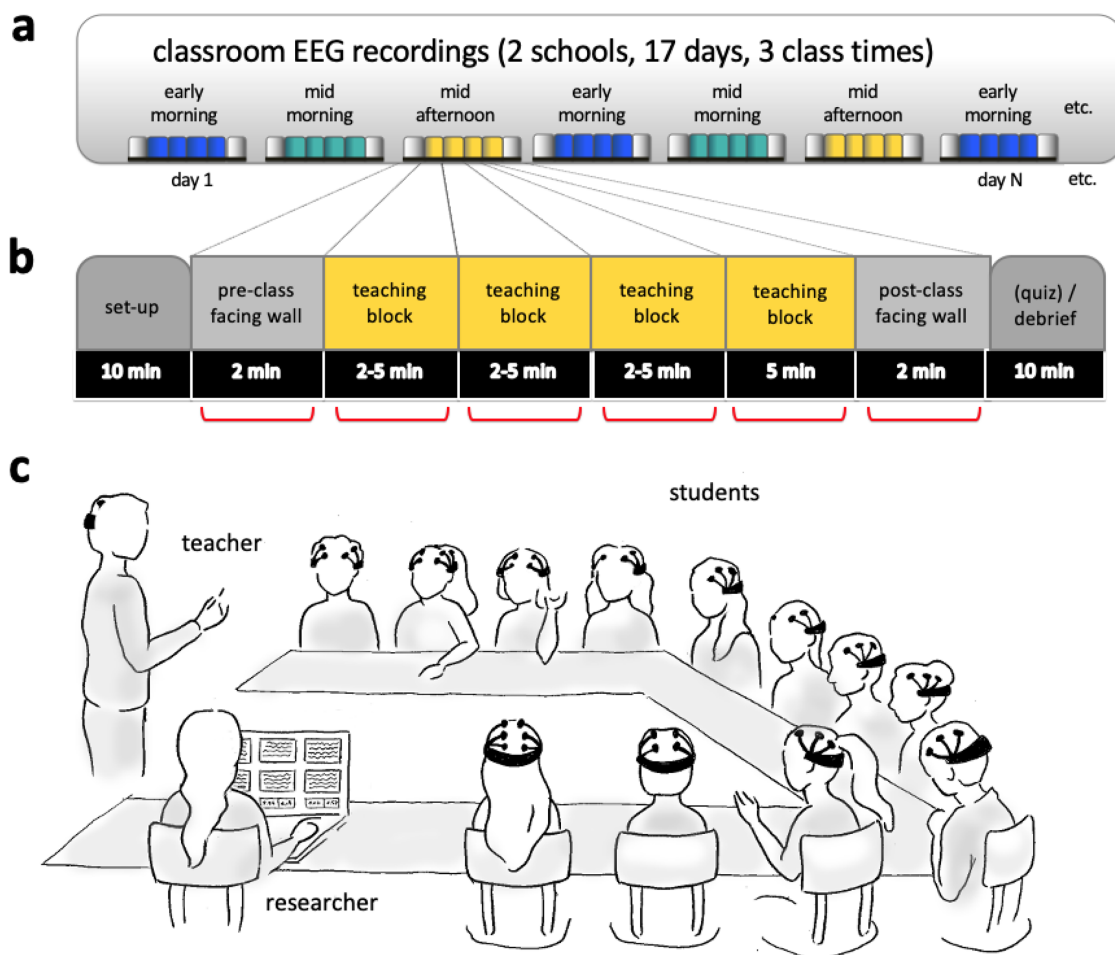 a
classroom EEG recordings (2 schools, 17 days, 3 class times)
early
morning
mid
morning
mid
afternoon
early
morning
mid
morning
mid
afternoon
early
morning
etc.
day 1
day N
etc.
b
set-up
pre-class
facing wall
teaching
block
teaching
block
teaching
block
teaching
block
post-class
facing wall
(quiz) /
debrief
10 min
2 min
2-5 min
2-5 min
2-5 min
5 min
2 min
10 min
c
students
teacher
researcher